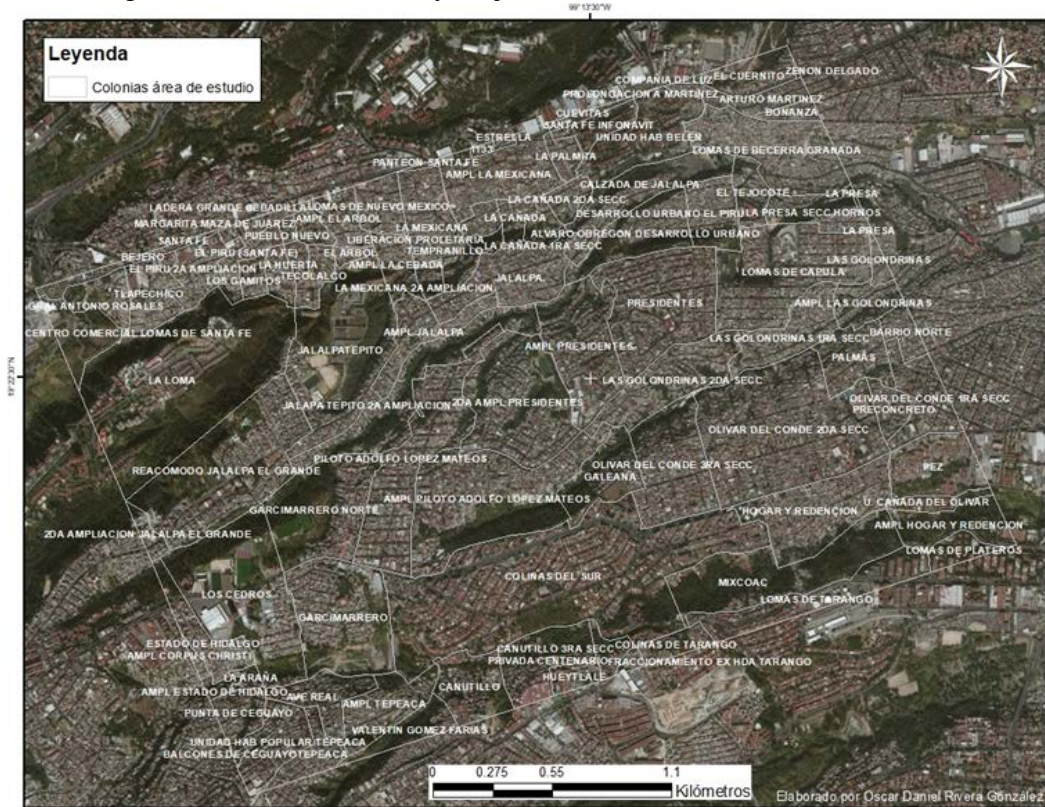 99°13'30"W
Leyenda
Colonias área de estudio
COMPAÑIA DE LUZ
EL CUERNITO
ZENON DELGADO
PROLONGACION A MARTINEZ
ARTURO MARTINEZ
CUEVITAS
BONANZA
SANTA FE INFONAVIT
ESTRELLA
UNIDAD HAB BELEN
LA PALMITA
LOMAS DE BECERRA GRANADA
PANTEON SANTA FE
AMPL LA MEXICANA
CALZADA DE JALALPA
EL TEJOCOTE
LA PRESA
LA CAÑADA 2DA SECC
LADERA GRANDE
LOMAS DE NUEVO MEXICO
AMPL EL ARBOL
LA CAÑADA
DESARROLLO URBANO EL PIRU
LA PRESA SECC HORNOS
MARGARITA MAZA DE JUAREZ
LA MEXICANA
ALVARO OBREGON DESARROLLO URBANO
LA PRESA
PUEBLO NUEVO
LIBERACION PROLETARIA
SANTA FE
LA CAÑADA 1RA SECC
EL PIRU (SANTA FE)
EL ARBOL
TEMPRANILLO
BEJERO
LA HUERTA
AMPL LA CEBADA
LAS GOLONDRINAS
EL PIRU 2A AMPLIACION
TECOLALCO
JALALPA
LOMAS DE CAPULA
LOS GAMITOS
LA MEXICANA 2A AMPLIACION
TLAPECHICO
PRESIDENTES
AMPL LAS GOLONDRINAS
GRAL ANTONIO ROSALES
CENTRO COMERCIAL LOMAS DE SANTA FE
AMPL JALALPA
LAS GOLONDRINAS 1RA SECC
BARRIO NORTE
JALALPATEPITO
AMPL PRESIDENTES
PALMAS
19°22'30"N
LA LOMA
LAS GOLONDRINAS 2DA SECC
JALAPA TEPITO 2A AMPLIACION
2DA AMPL PRESIDENTES
OLIVAR DEL CONDE 1RA SECC
PRECONCRETO
OLIVAR DEL CONDE 2DA SECC
PILOTO ADOLFO LOPEZ MATEOS
REACOMODO JALALPA EL GRANDE
OLIVAR DEL CONDE 3RA SECC
PEZ
GALEANA
AMPL PILOTO ADOLFO LOPEZ MATEOS
U. CAÑADA DEL OLIVAR
GARCIMARRERO NORTE
HOGAR Y REDENCION
AMPL HOGAR Y REDENCION
2DA AMPLIACION JALALPA EL GRANDE
LOMAS DE PLATEROS
COLINAS DEL SUR
MIXCOAC
LOS CEDROS
LOMAS DE TARANGO
GARCIMARRERO
ESTADO DE HIDALGO
CANUTILLO 3RA SECC
COLINAS DE TARANGO
AMPL CORPUS CHRISTI
PRIVADA CENTENARIO
FRACCIONAMIENTO EX HDA TARANGO
LA ARAÑA
HUEYTLALE
AMPL ESTADO DE HIDALGO
AVE REAL
CANUTILLO
AMPL TEPEACA
PUNTA DE CEGUAYO
VALENTIN GOMEZ FARIAS
UNIDAD HAB POPULAR TEPEACA
BALCONES DE CEGUAYO
TEPEACA
0 0.275 0.55 1.1
Kilómetros
Elaborado por Oscar Daniel Rivera González